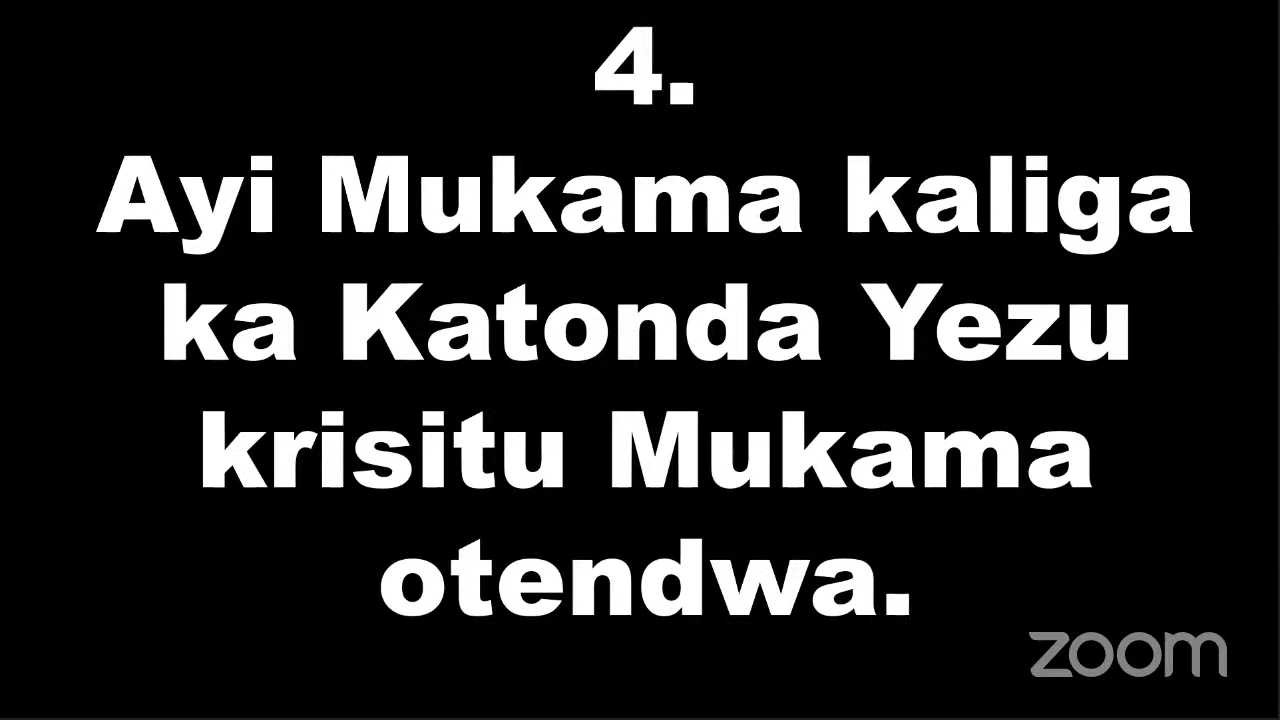 4.
Ayi Mukama kaliga
ka Katonda Yezu
krisitu Mukama
otendwa.
zoom